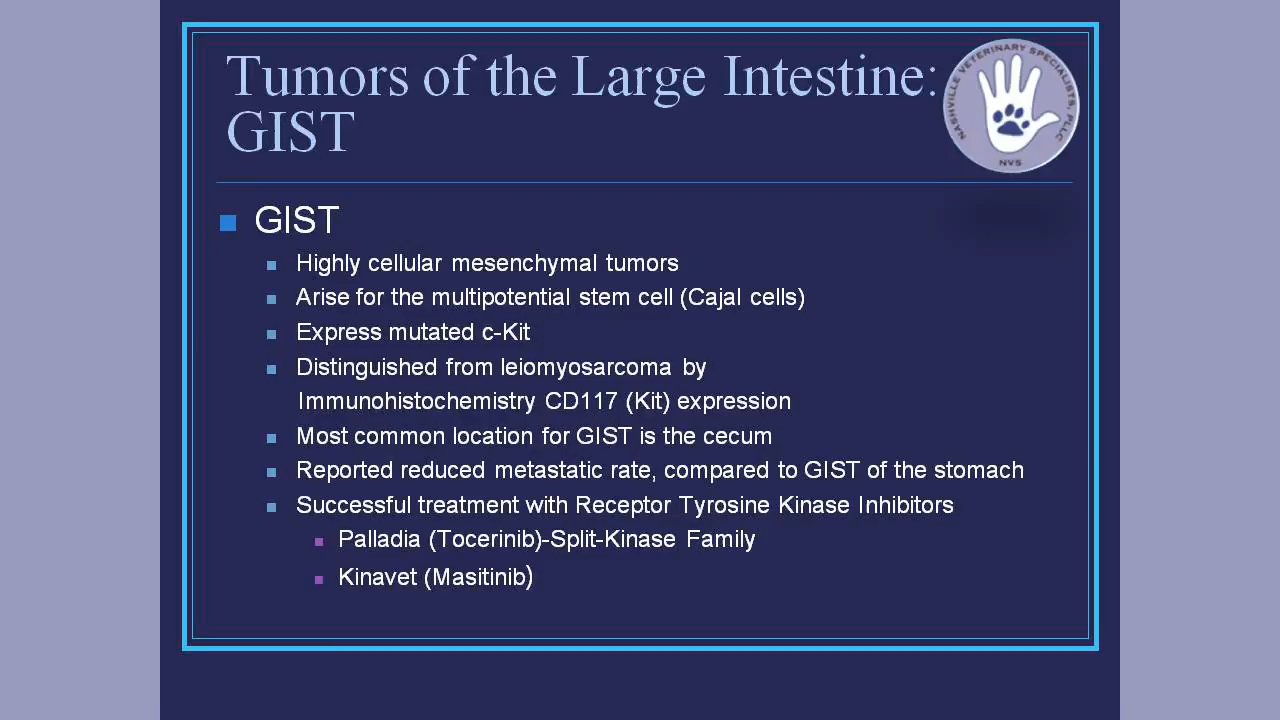 Tumors of the Large Intestine:
GIST
NASHVILLE VETERINARY SPECIALISTS, PLLC
NVS
GIST
Highly cellular mesenchymal tumors
Arise for the multipotential stem cell (Cajal cells)
Express mutated c-Kit
Distinguished from leiomyosarcoma by
Immunohistochemistry CD117 (Kit) expression
Most common location for GIST is the cecum
Reported reduced metastatic rate, compared to GIST of the stomach
Successful treatment with Receptor Tyrosine Kinase Inhibitors
Palladia (Tocerinib)-Split-Kinase Family
Kinavet (Masitinib)